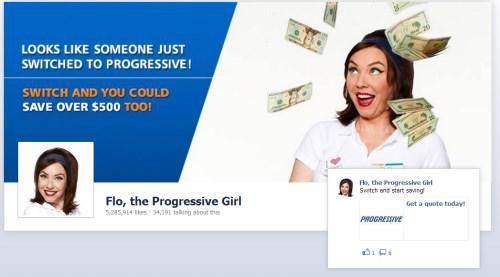 LOOKS LIKE SOMEONE JUST
SWITCHED TO PROGRESSIVE!
SWITCH AND YOU COULD
SAVE OVER $500 TOO!
Flo, the Progressive Girl
5,285,914 likes · 34,191 talking about this
Flo, the Progressive Girl
Switch and start saving!
Get a quote today!
PROGRESSIVE
1 6